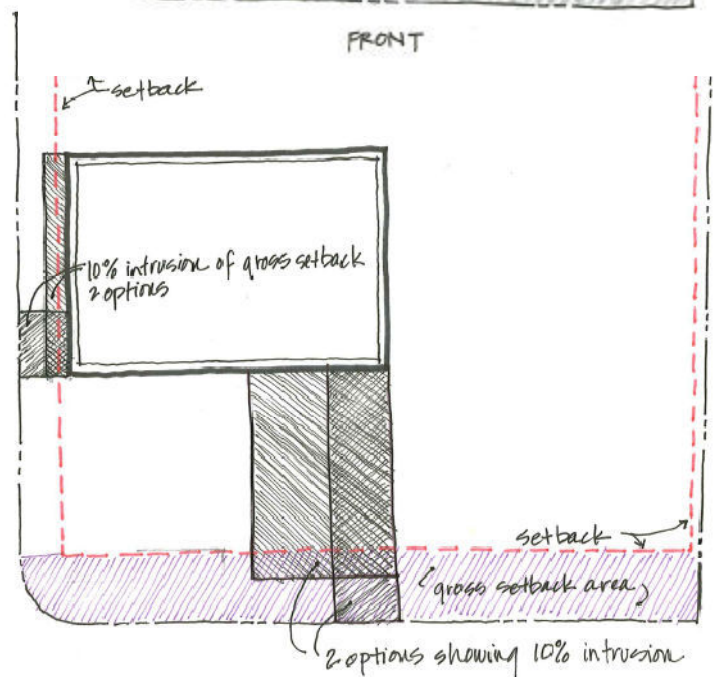 FRONT
setback
10% intrusion of gross setback
2 options
setback
gross setback area
2 options showing 10% intrusion